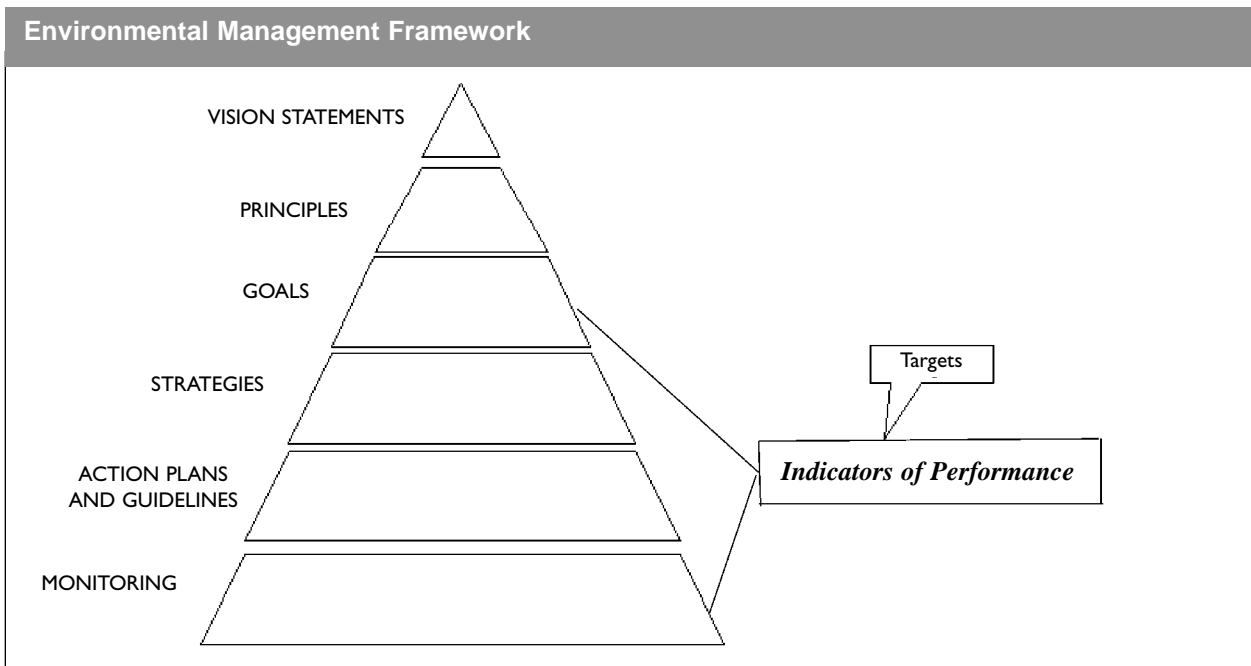 Environmental Management Framework
VISION STATEMENTS
PRINCIPLES
GOALS
STRATEGIES
Targets
Indicators of Performance
ACTION PLANS
AND GUIDELINES
MONITORING